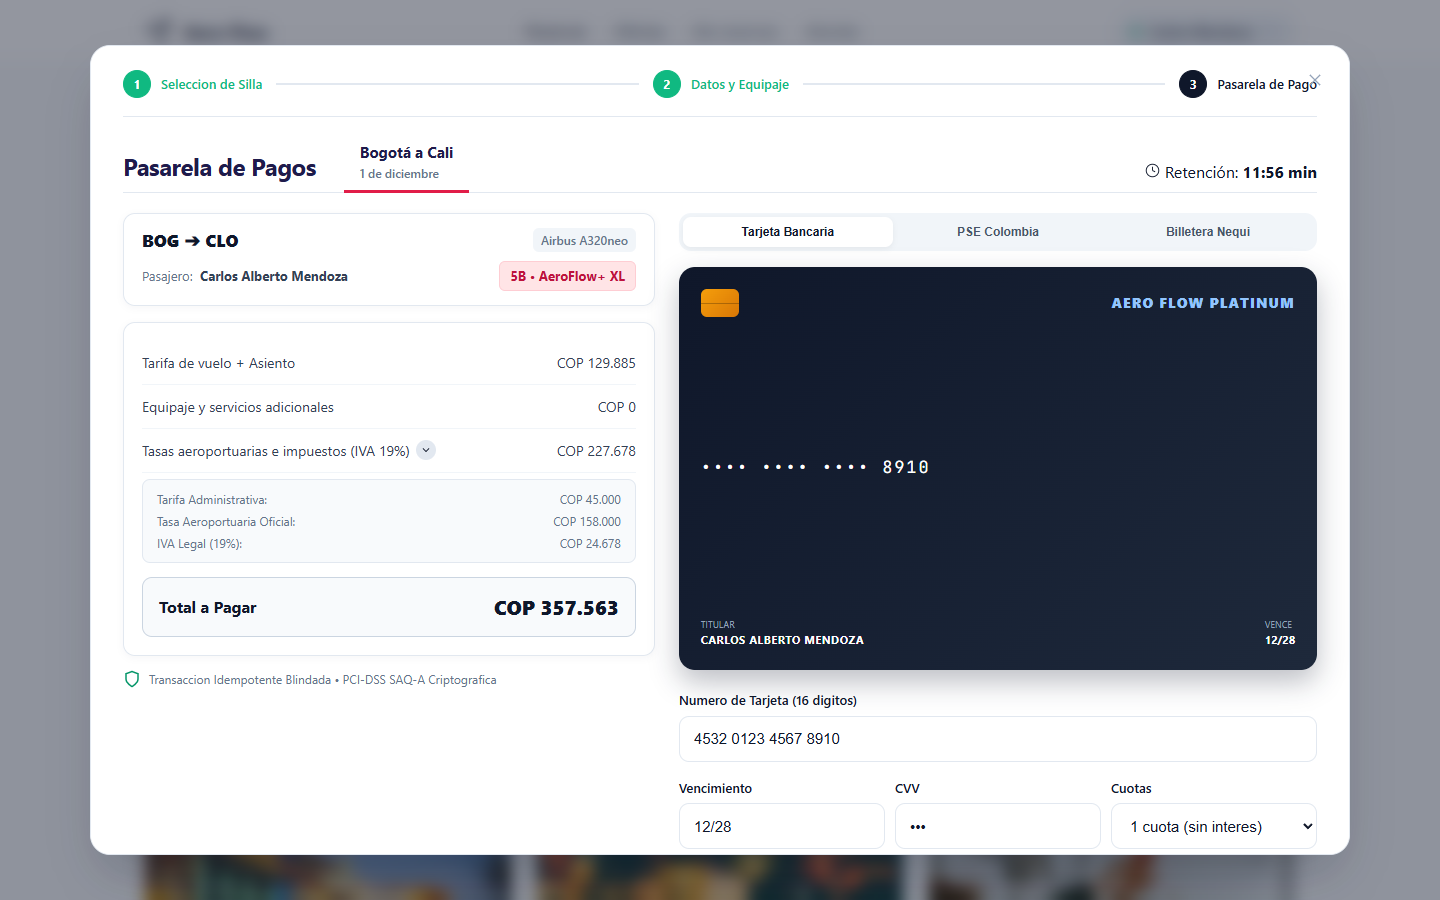 1 Seleccion de Silla
2 Datos y Equipaje
3 Pasarela de Pago
Pasarela de Pagos
Bogotá a Cali
1 de diciembre
Retención: 11:56 min
BOG ➔ CLO
Airbus A320neo
Pasajero: Carlos Alberto Mendoza
5B • AeroFlow+ XL
Tarifa de vuelo + Asiento COP 129.885
Equipaje y servicios adicionales COP 0
Tasas aeroportuarias e impuestos (IVA 19%) COP 227.678
Tarifa Administrativa: COP 45.000
Tasa Aeroportuaria Oficial: COP 158.000
IVA Legal (19%): COP 24.678
Total a Pagar COP 357.563
Transaccion Idempotente Blindada • PCI-DSS SAQ-A Criptografica
Tarjeta Bancaria
PSE Colombia
Billetera Nequi
AERO FLOW PLATINUM
•••• •••• •••• 8910
TITULAR
CARLOS ALBERTO MENDOZA
VENCE
12/28
Numero de Tarjeta (16 digitos)
4532 0123 4567 8910
Vencimiento
12/28
CVV
•••
Cuotas
1 cuota (sin interes)